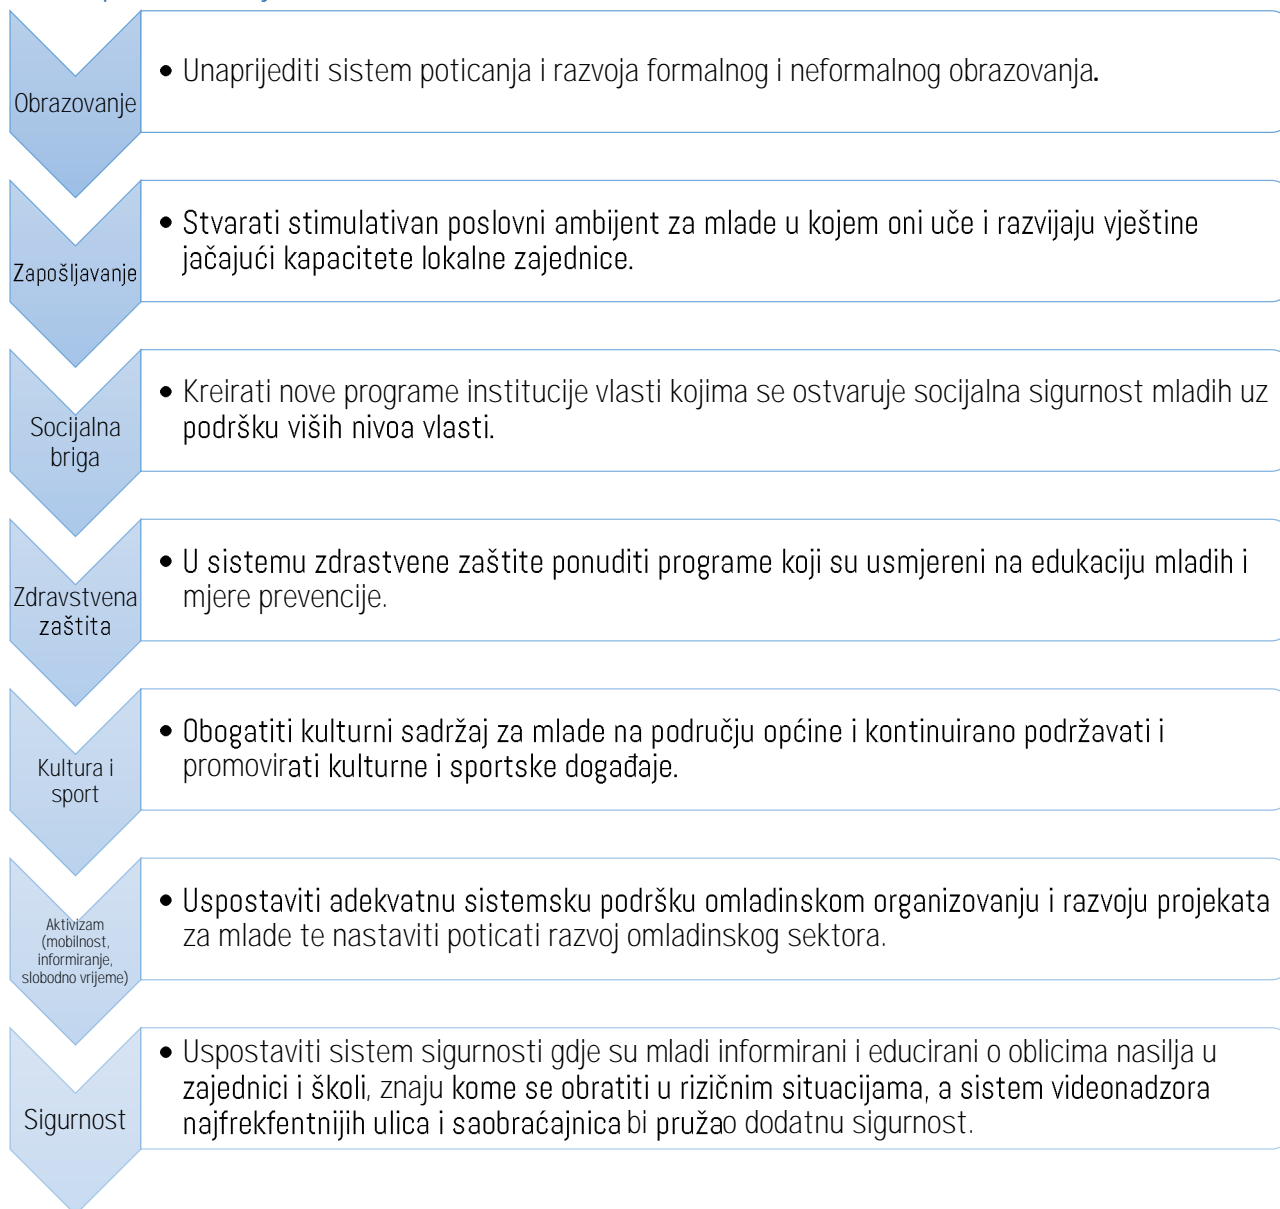 Obrazovanje
• Unaprijediti sistem poticanja i razvoja formalnog i neformalnog obrazovanja.
Zapošljavanje
• Stvarati stimulativan poslovni ambijent za mlade u kojem oni uče i razvijaju vještine
jačajući kapacitete lokalne zajednice.
Socijalna
briga
• Kreirati nove programe institucije vlasti kojima se ostvaruje socijalna sigurnost mladih uz
podršku viših nivoa vlasti.
Zdravstvena
zaštita
• U sistemu zdrastvene zaštite ponuditi programe koji su usmjereni na edukaciju mladih i
mjere prevencije.
Kultura i
sport
• Obogatiti kulturni sadržaj za mlade na području općine i kontinuirano podržavati i
promovirati kulturne i sportske događaje.
Aktivizam
(mobilnost,
informiranje,
slobodno vrijeme)
• Uspostaviti adekvatnu sistemsku podršku omladinskom organizovanju i razvoju projekata
za mlade te nastaviti poticati razvoj omladinskog sektora.
Sigurnost
• Uspostaviti sistem sigurnosti gdje su mladi informirani i educirani o oblicima nasilja u
zajednici i školi, znaju kome se obratiti u rizičnim situacijama, a sistem videonadzora
najfrekfentnijih ulica i saobraćajnica bi pružao dodatnu sigurnost.